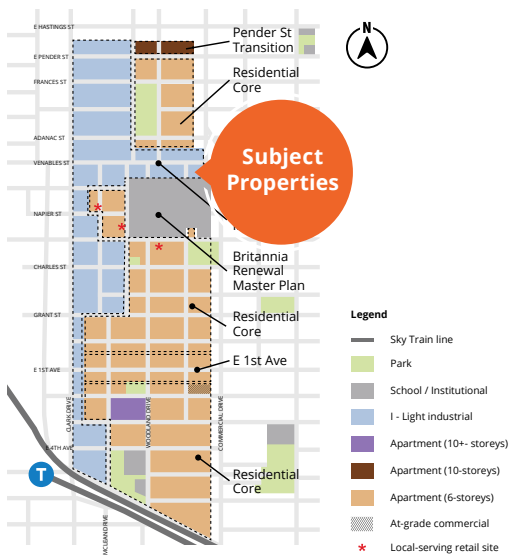 E HASTINGS ST
Pender St
Transition
N
E PENDER ST
Residential
Core
FRANCES ST
ADANAC ST
VENABLES ST
Subject
Properties
NAPIER ST
Britannia
Renewal
Master Plan
CHARLES ST
GRANT ST
Residential
Core
E 1ST AVE
E 1st Ave
CLARK DRIVE
WOODLAND DRIVE
COMMERCIAL DRIVE
E 4TH AVE
T
Residential
Core
MCLEAN DRIVE
Legend
Sky Train line
Park
School / Institutional
I - Light industrial
Apartment (10+- storeys)
Apartment (10-storeys)
Apartment (6-storeys)
At-grade commercial
Local-serving retail site